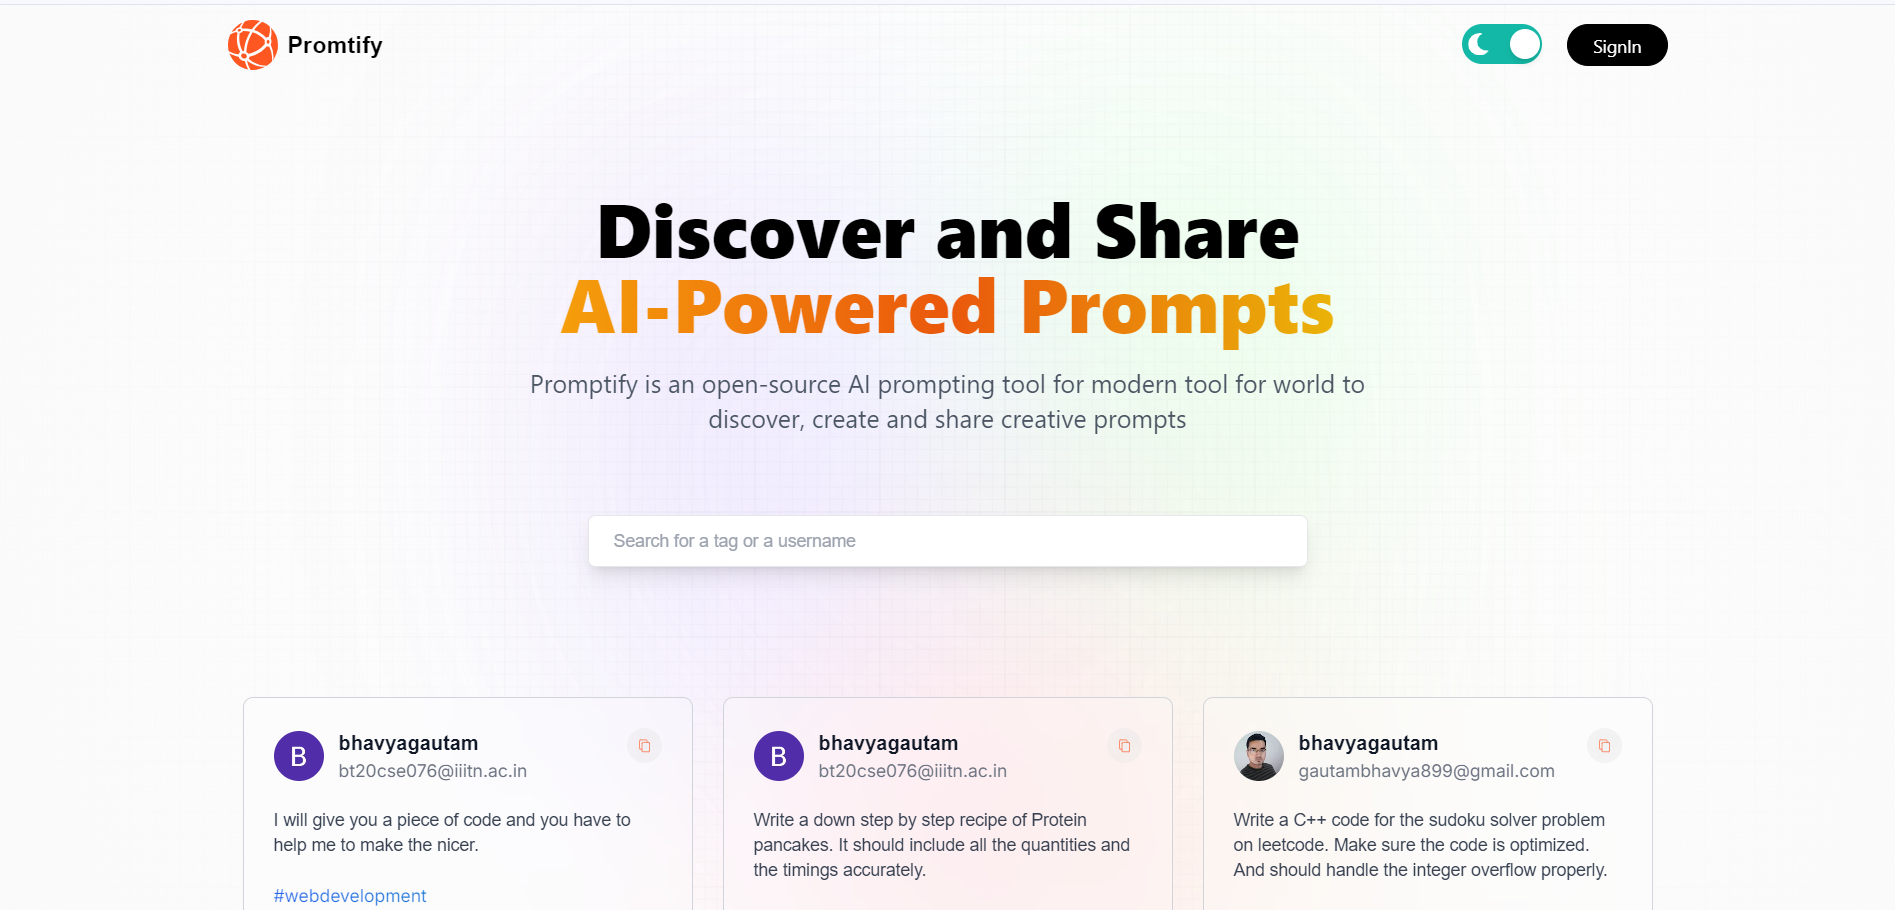 Promtify
SignIn
Discover and Share
AI-Powered Prompts
Promptify is an open-source AI prompting tool for modern tool for world to
discover, create and share creative prompts
Search for a tag or a username
B
bhavyagautam
bt20cse076@iiitn.ac.in
I will give you a piece of code and you have to
help me to make the nicer.
#webdevelopment
B
bhavyagautam
bt20cse076@iiitn.ac.in
Write a down step by step recipe of Protein
pancakes. It should include all the quantities and
the timings accurately.
bhavyagautam
gautambhavya899@gmail.com
Write a C++ code for the sudoku solver problem
on leetcode. Make sure the code is optimized.
And should handle the integer overflow properly.